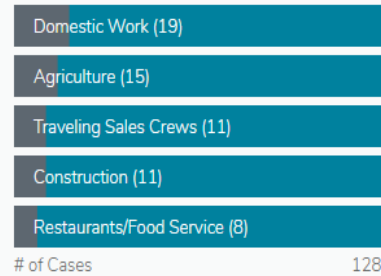 Domestic Work (19)
Agriculture (15)
Traveling Sales Crews (11)
Construction (11)
Restaurants/Food Service (8)
# of Cases 128